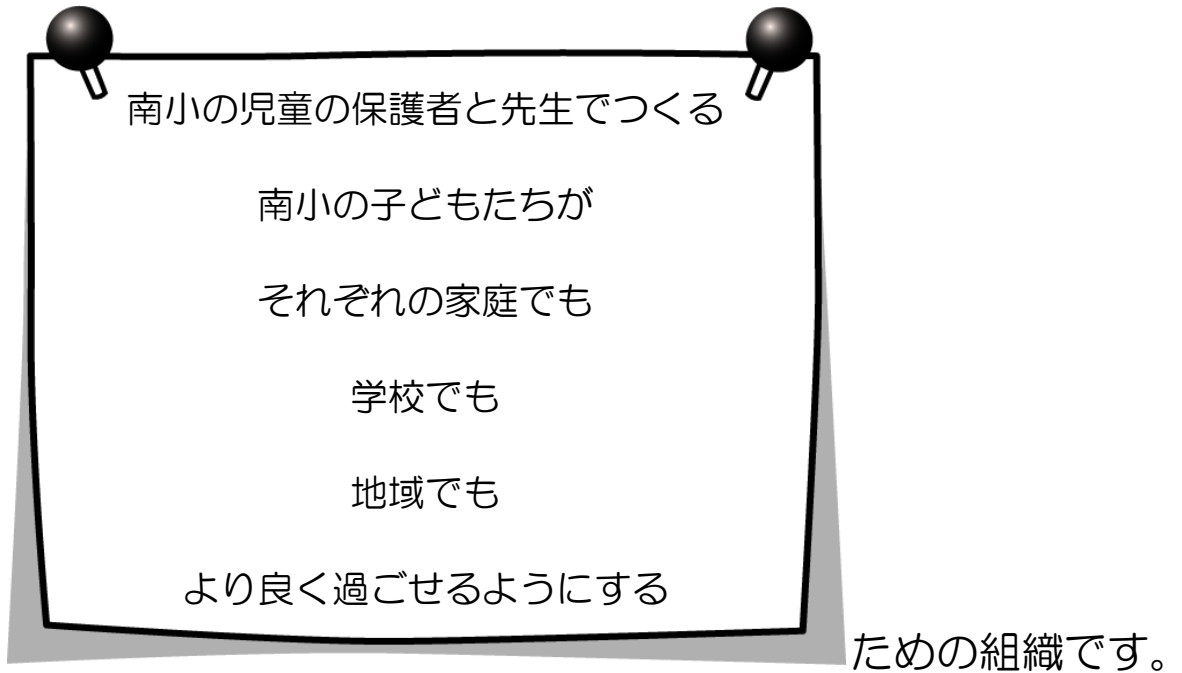 南小の児童の保護者と先生でつくる
南小の子どもたちが
それぞれの家庭でも
学校でも
地域でも
より良く過ごせるようにする
ための組織です。